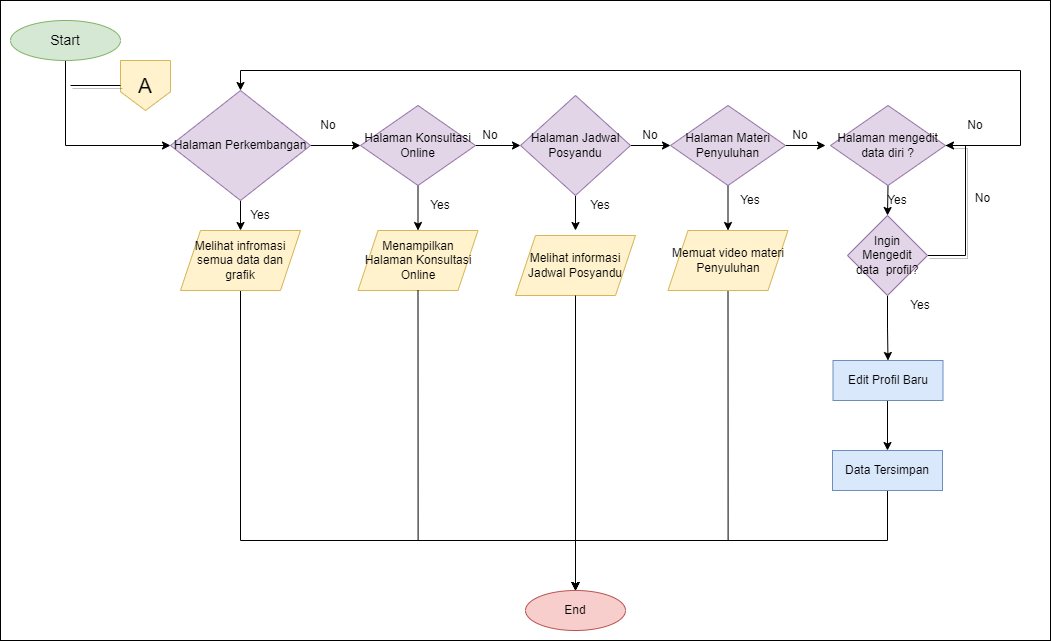 Start
A
Halaman Perkembangan
No
Halaman Konsultasi
Online
No
Halaman Jadwal
Posyandu
No
Halaman Materi
Penyuluhan
No
Halaman mengedit
data diri ?
No
Yes
Yes
Yes
Yes
Yes
No
Melihat infromasi
semua data dan
grafik
Menampilkan
Halaman Konsultasi
Online
Melihat informasi
Jadwal Posyandu
Memuat video materi
Penyuluhan
Ingin
Mengedit
data profil?
Yes
Edit Profil Baru
Data Tersimpan
End